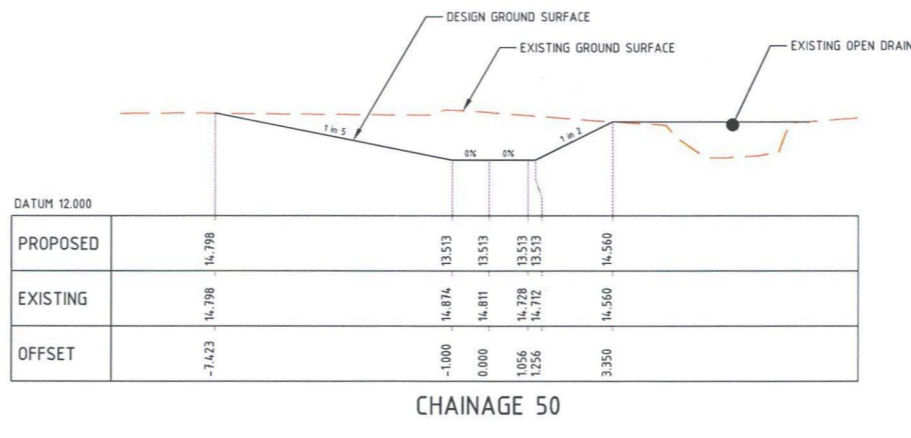 DESIGN GROUND SURFACE
EXISTING GROUND SURFACE
EXISTING OPEN DRAIN
1 in 5
0%
0%
1 in 2
DATUM 12.000
PROPOSED 14.798 13.513 13.513 13.513 13.513 14.560
EXISTING 14.798 14.874 14.811 14.728 14.712 14.560
OFFSET -7.423 -1.000 0.000 1.056 1.256 3.350
CHAINAGE 50